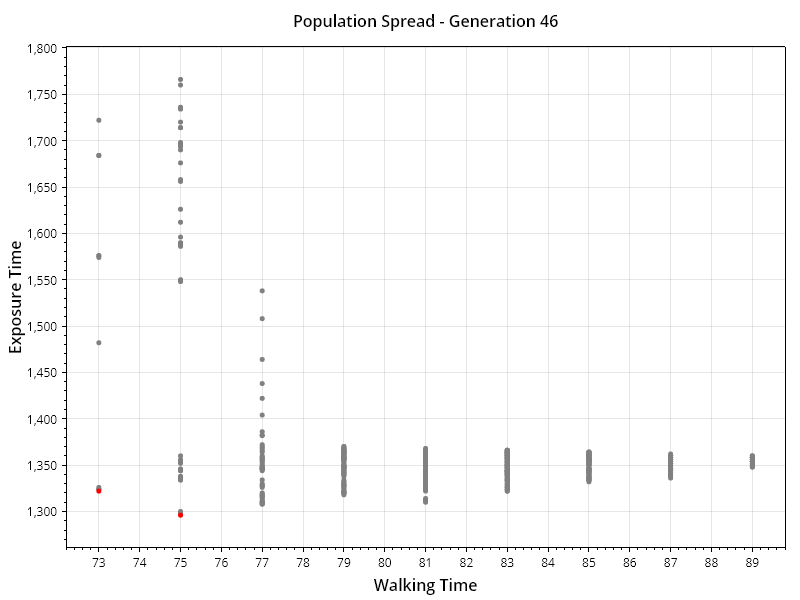 Population Spread - Generation 46
Exposure Time
1,800
1,750
1,700
1,650
1,600
1,550
1,500
1,450
1,400
1,350
1,300
73 74 75 76 77 78 79 80 81 82 83 84 85 86 87 88 89
Walking Time